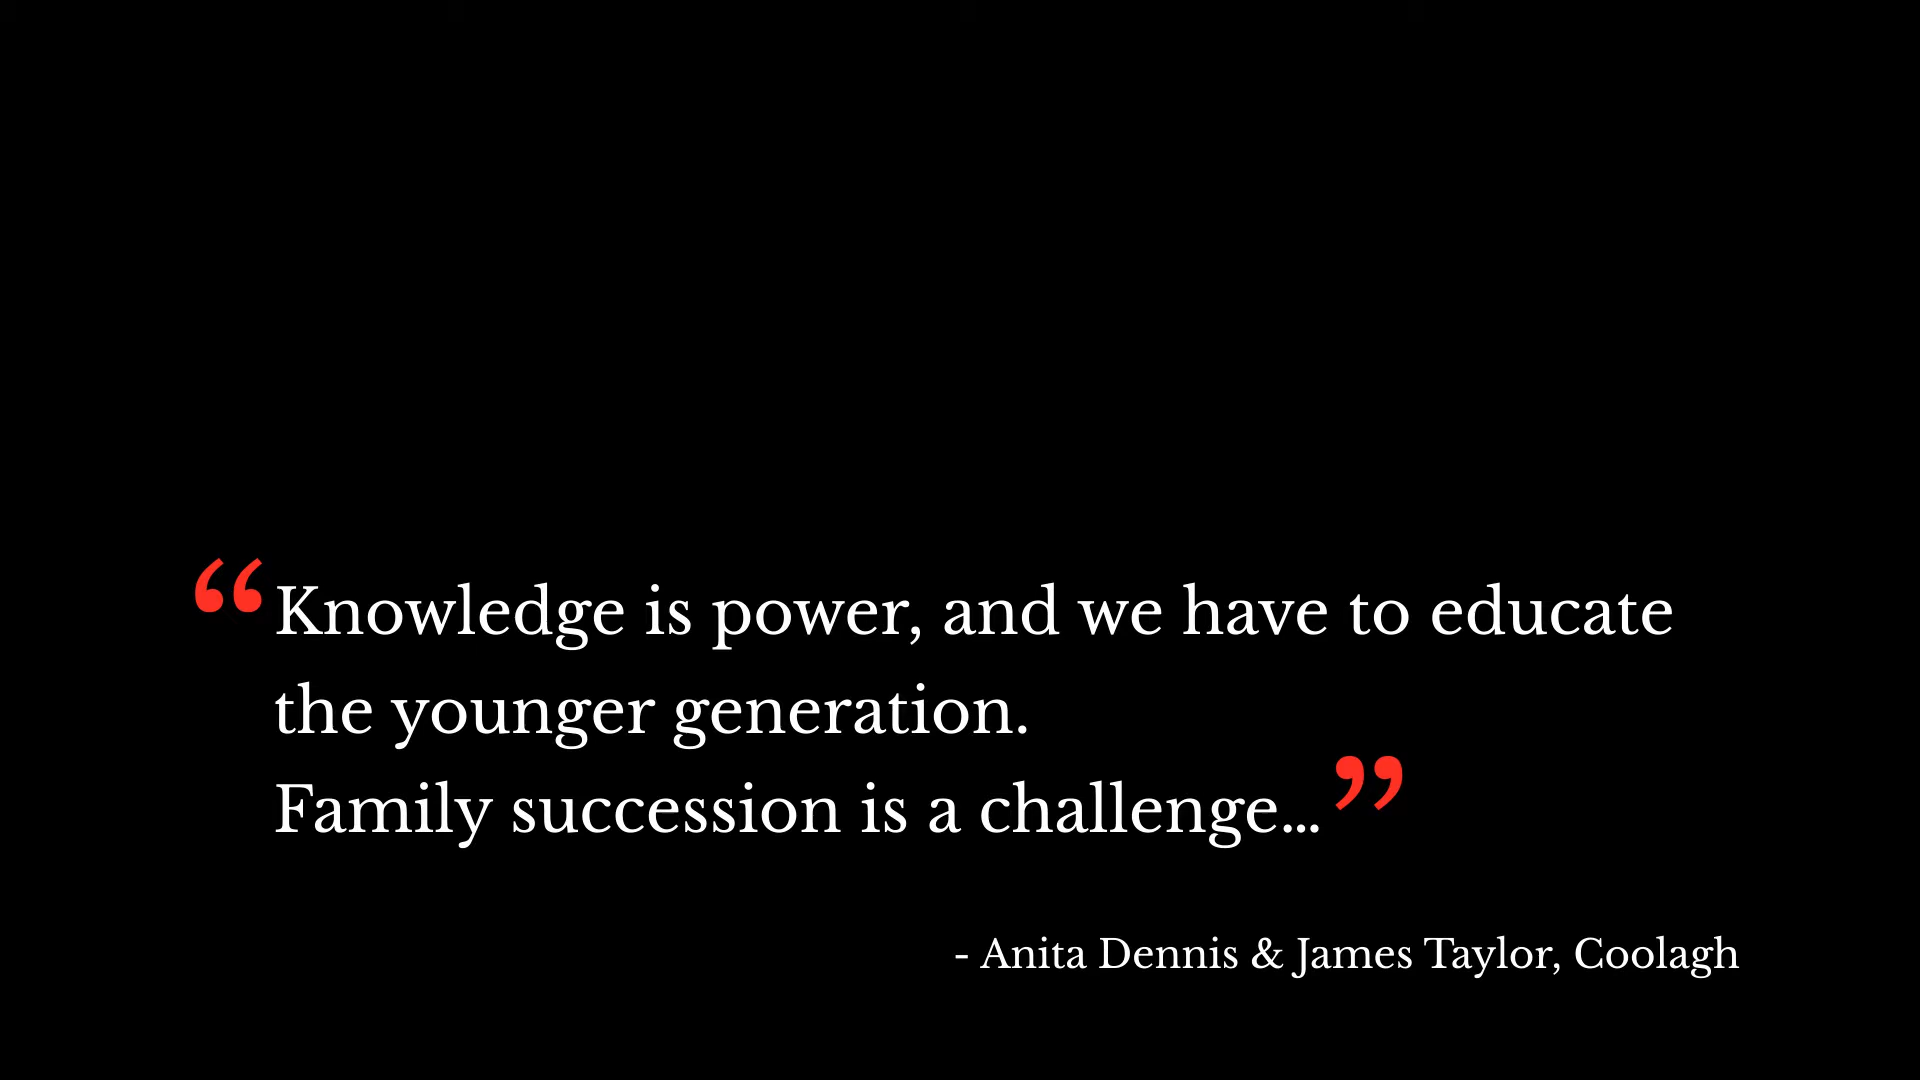 “Knowledge is power, and we have to educate
the younger generation.
Family succession is a challenge…”
- Anita Dennis & James Taylor, Coolagh